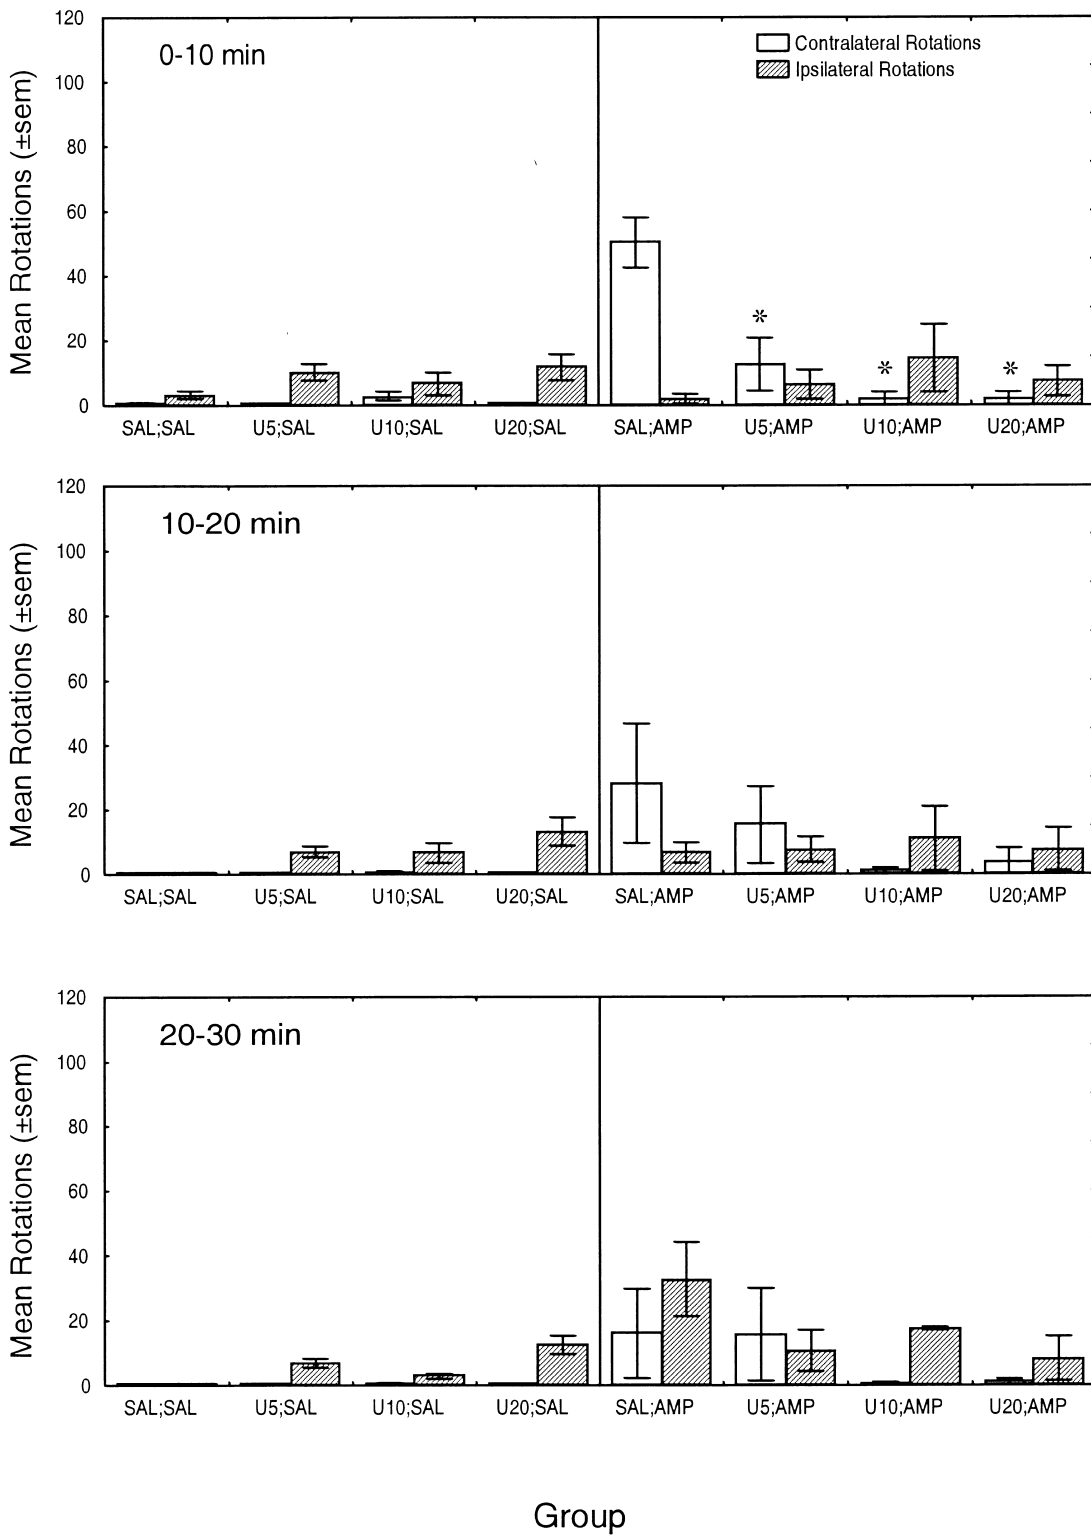 0-10 min
Contralateral Rotations
Ipsilateral Rotations
Mean Rotations (±sem)
120
100
80
60
40
20
0
*
*
*
SAL;SAL U5;SAL U10;SAL U20;SAL SAL;AMP U5;AMP U10;AMP U20;AMP
10-20 min
Mean Rotations (±sem)
120
100
80
60
40
20
0
SAL;SAL U5;SAL U10;SAL U20;SAL SAL;AMP U5;AMP U10;AMP U20;AMP
20-30 min
Mean Rotations (±sem)
120
100
80
60
40
20
0
SAL;SAL U5;SAL U10;SAL U20;SAL SAL;AMP U5;AMP U10;AMP U20;AMP
Group